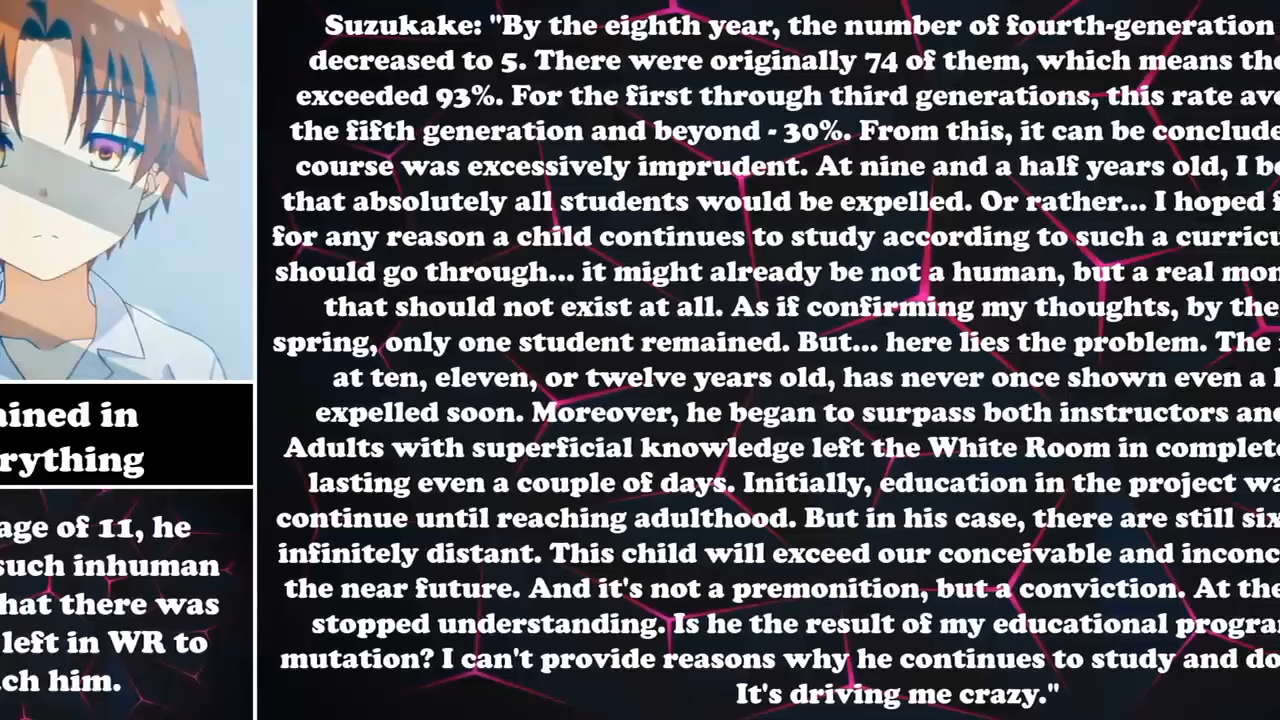 ained in
rything
age of 11, he
such inhuman
hat there was
left in WR to
ch him.
Suzukake: "By the eighth year, the number of fourth-generation
decreased to 5. There were originally 74 of them, which means the
exceeded 93%. For the first through third generations, this rate ave
the fifth generation and beyond - 30%. From this, it can be conclude
course was excessively imprudent. At nine and a half years old, I be
that absolutely all students would be expelled. Or rather... I hoped f
for any reason a child continues to study according to such a curricu
should go through... it might already be not a human, but a real mon
that should not exist at all. As if confirming my thoughts, by the
spring, only one student remained. But... here lies the problem. The
at ten, eleven, or twelve years old, has never once shown even a h
expelled soon. Moreover, he began to surpass both instructors and
Adults with superficial knowledge left the White Room in complete
lasting even a couple of days. Initially, education in the project wa
continue until reaching adulthood. But in his case, there are still six
infinitely distant. This child will exceed our conceivable and inconc
the near future. And it's not a premonition, but a conviction. At the
stopped understanding. Is he the result of my educational program
mutation? I can't provide reasons why he continues to study and do
It's driving me crazy."